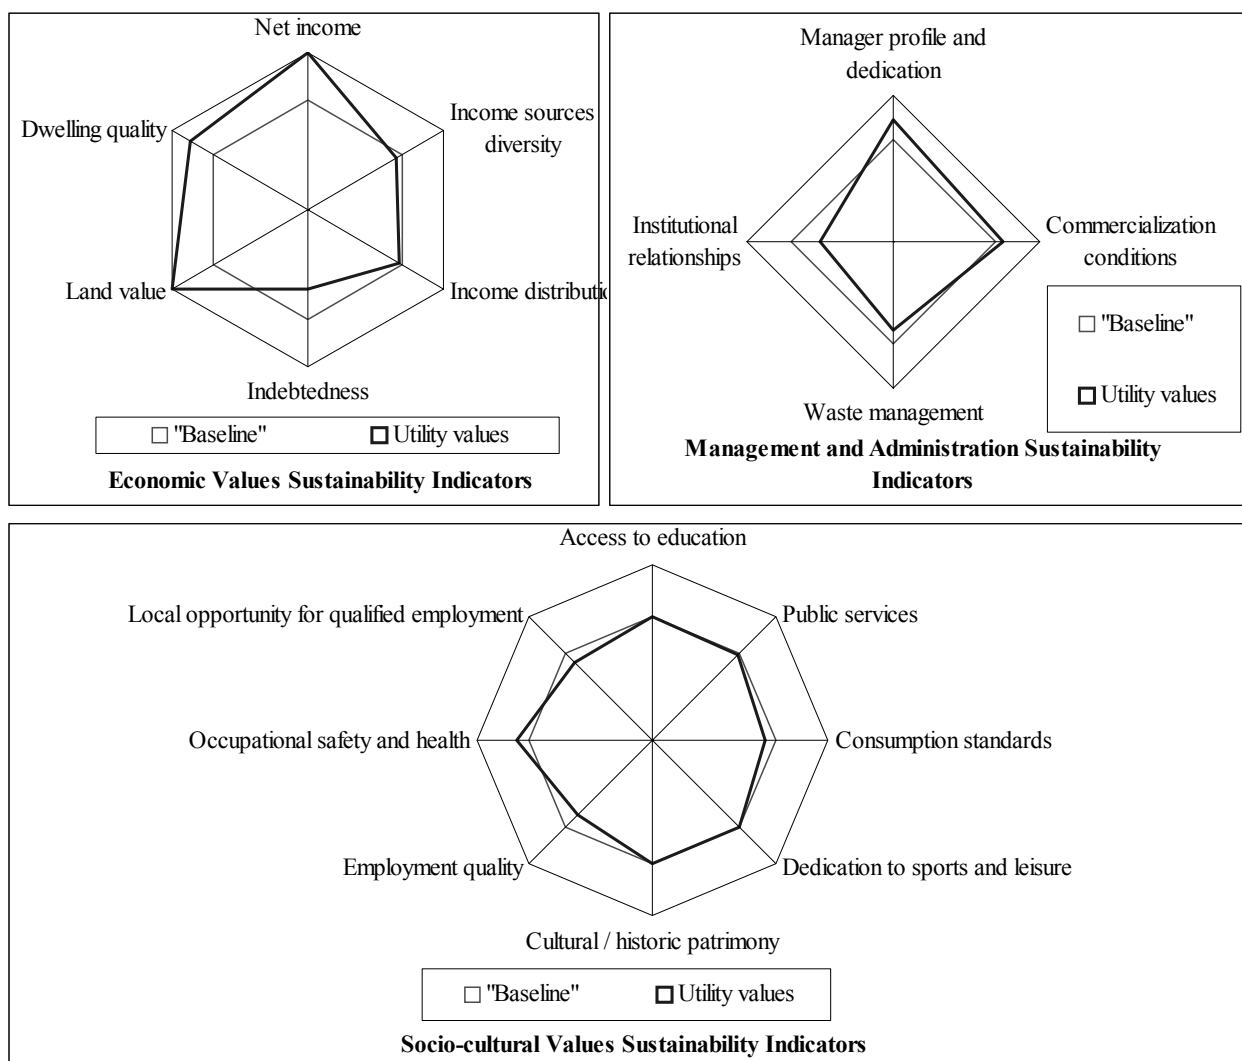 Net income
Dwelling quality
Income sources
diversity
Land value
Income distributi
Indebtedness
"Baseline" Utility values
Economic Values Sustainability Indicators
Manager profile and
dedication
Institutional
relationships
Commercialization
conditions
Waste management
"Baseline"
Utility values
Management and Administration Sustainability
Indicators
Access to education
Local opportunity for qualified employment
Public services
Occupational safety and health
Consumption standards
Employment quality
Dedication to sports and leisure
Cultural / historic patrimony
"Baseline" Utility values
Socio-cultural Values Sustainability Indicators